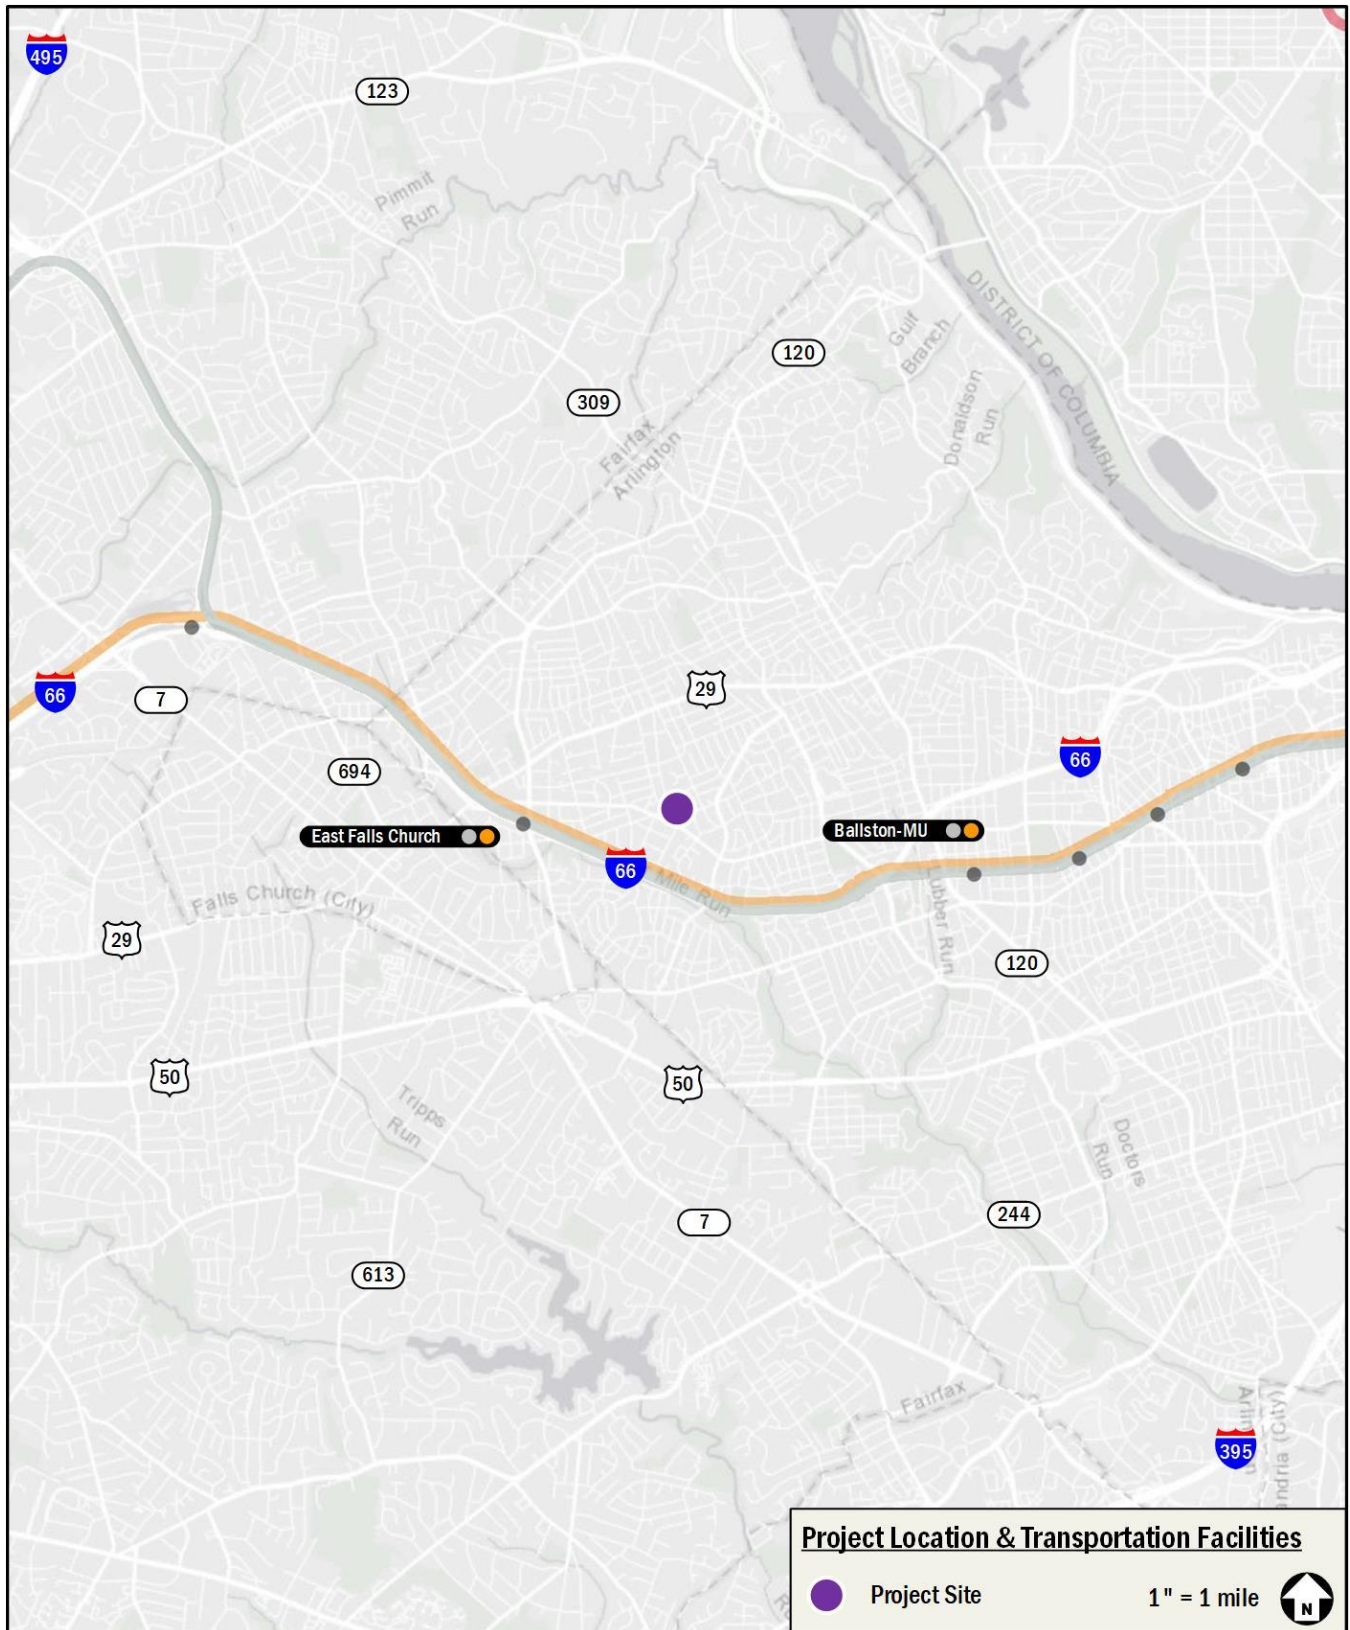 495
123
Pimmit
Run
DISTRICT OF COLUMBIA
Gulf
Branch
120
309
Donaldson
Run
Fairfax
Arlington
66
7
29
694
66
East Falls Church
Ballston-MU
66
Mile Run
Lubber Run
Falls Church (City)
29
120
50
50
Tripps
Run
Doctors
Run
7
244
613
Fairfax
395
Project Location & Transportation Facilities
Project Site
1" = 1 mile
N